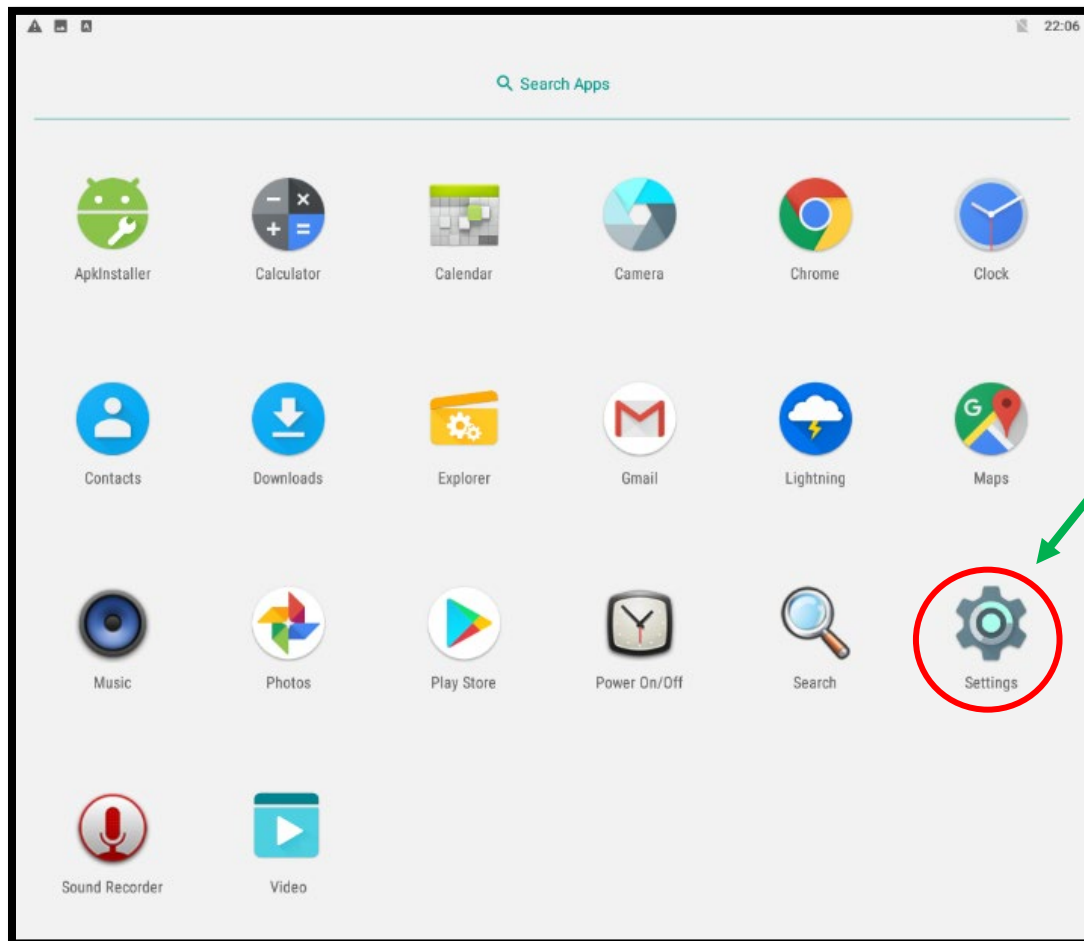 22:06
Search Apps
ApkInstaller Calculator Calendar Camera Chrome Clock
Contacts Downloads Explorer Gmail Lightning Maps
Music Photos Play Store Power On/Off Search Settings
Sound Recorder Video